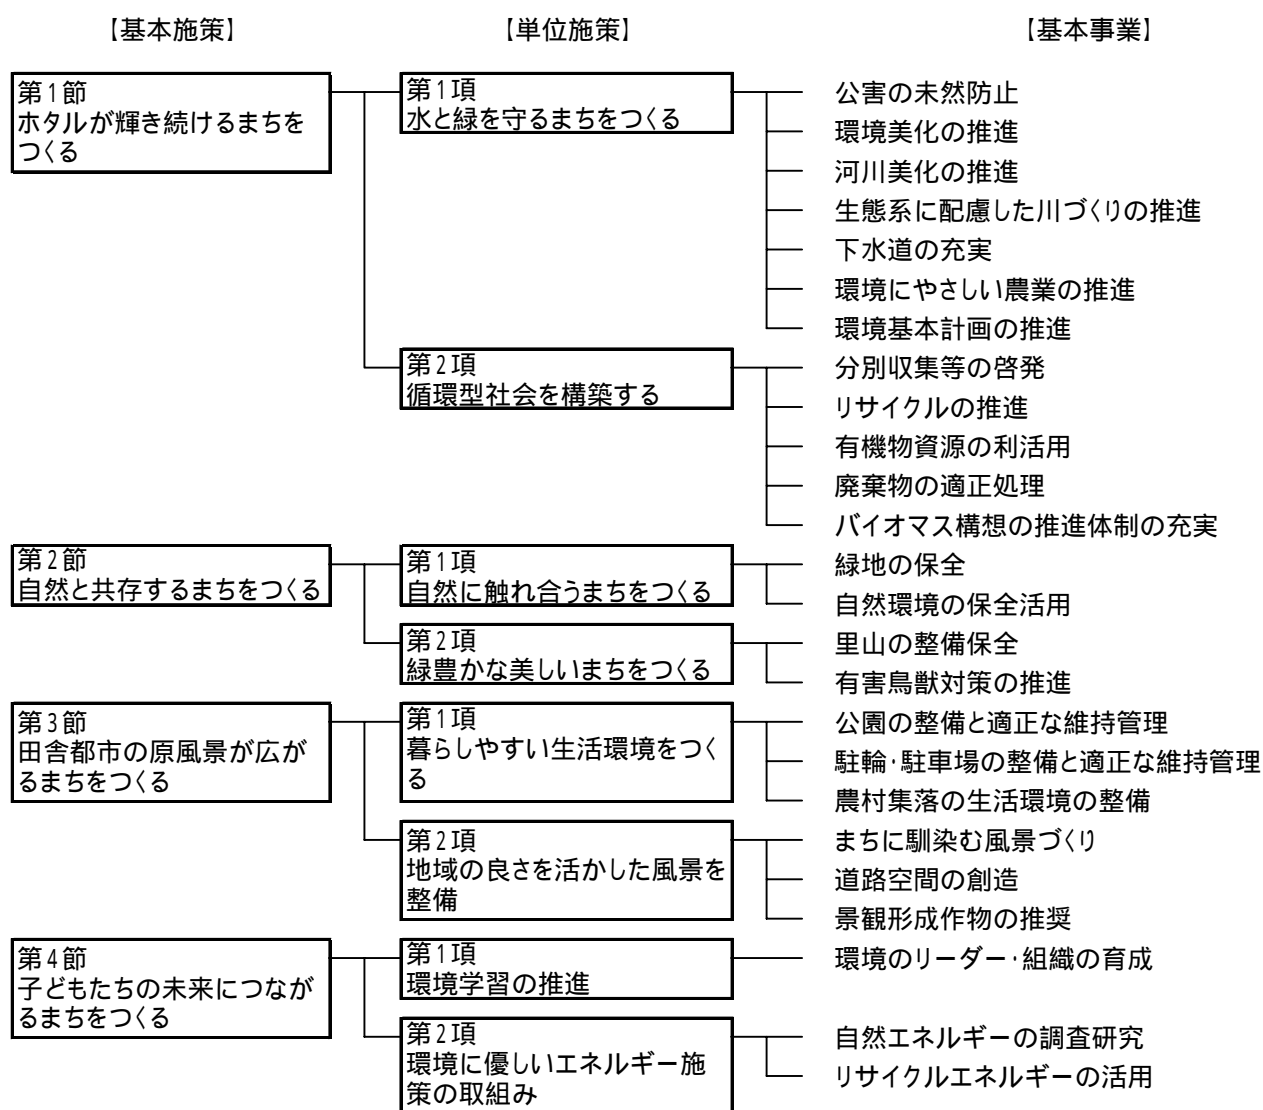 【基本施策】
【単位施策】
【基本事業】
第1節
ホタルが輝き続けるまちを
つくる
第1項
水と緑を守るまちをつくる
公害の未然防止
環境美化の推進
河川美化の推進
生態系に配慮した川づくりの推進
下水道の充実
環境にやさしい農業の推進
環境基本計画の推進
第2項
循環型社会を構築する
分別収集等の啓発
リサイクルの推進
有機物資源の利活用
廃棄物の適正処理
バイオマス構想の推進体制の充実
第2節
自然と共存するまちをつくる
第1項
自然に触れ合うまちをつくる
緑地の保全
自然環境の保全活用
第2項
緑豊かな美しいまちをつくる
里山の整備保全
有害鳥獣対策の推進
第3節
田舎都市の原風景が広が
るまちをつくる
第1項
暮らしやすい生活環境をつく
る
公園の整備と適正な維持管理
駐輪・駐車場の整備と適正な維持管理
農村集落の生活環境の整備
第2項
地域の良さを活かした風景を
整備
まちに馴染む風景づくり
道路空間の創造
景観形成作物の推奨
第4節
子どもたちの未来につなが
るまちをつくる
第1項
環境学習の推進
環境のリーダー・組織の育成
第2項
環境に優しいエネルギー施
策の取組み
自然エネルギーの調査研究
リサイクルエネルギーの活用